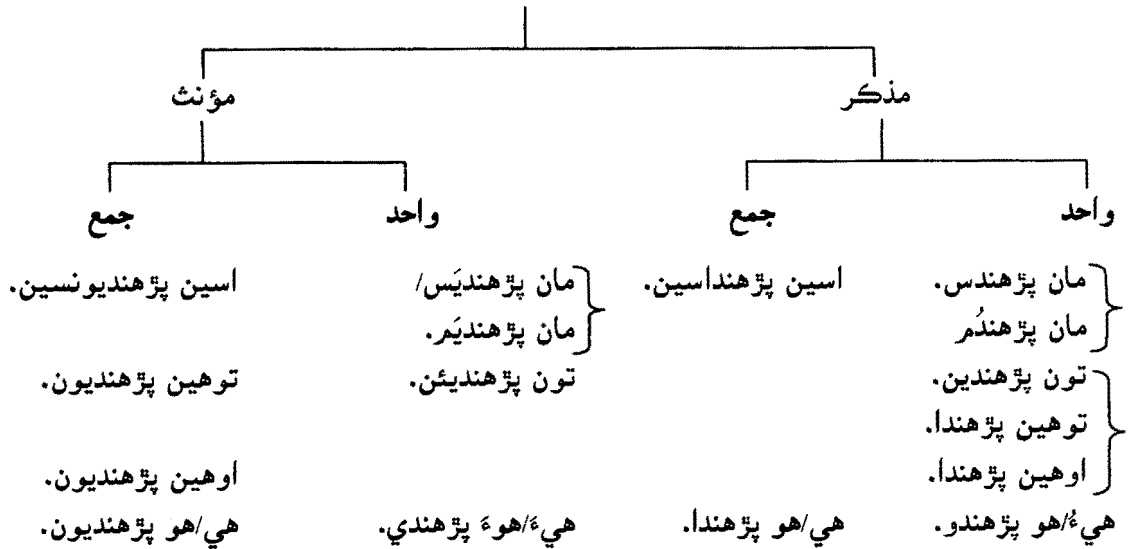 مذڪر مؤنث
واحد جمع واحد جمع
مان پڙهندس. اسين پڙهنداسين. مان پڙهنديَس/ اسين پڙهنديونسين.
مان پڙهندُم مان پڙهنديَم.
تون پڙهندين. تون پڙهنديئن. توهين پڙهنديون.
توهين پڙهندا.
اوهين پڙهندا. اوهين پڙهنديون.
هيءُ/هو پڙهندو. هي/هو پڙهندا. هيءَ/هوءَ پڙهندي. هي/هو پڙهنديون.